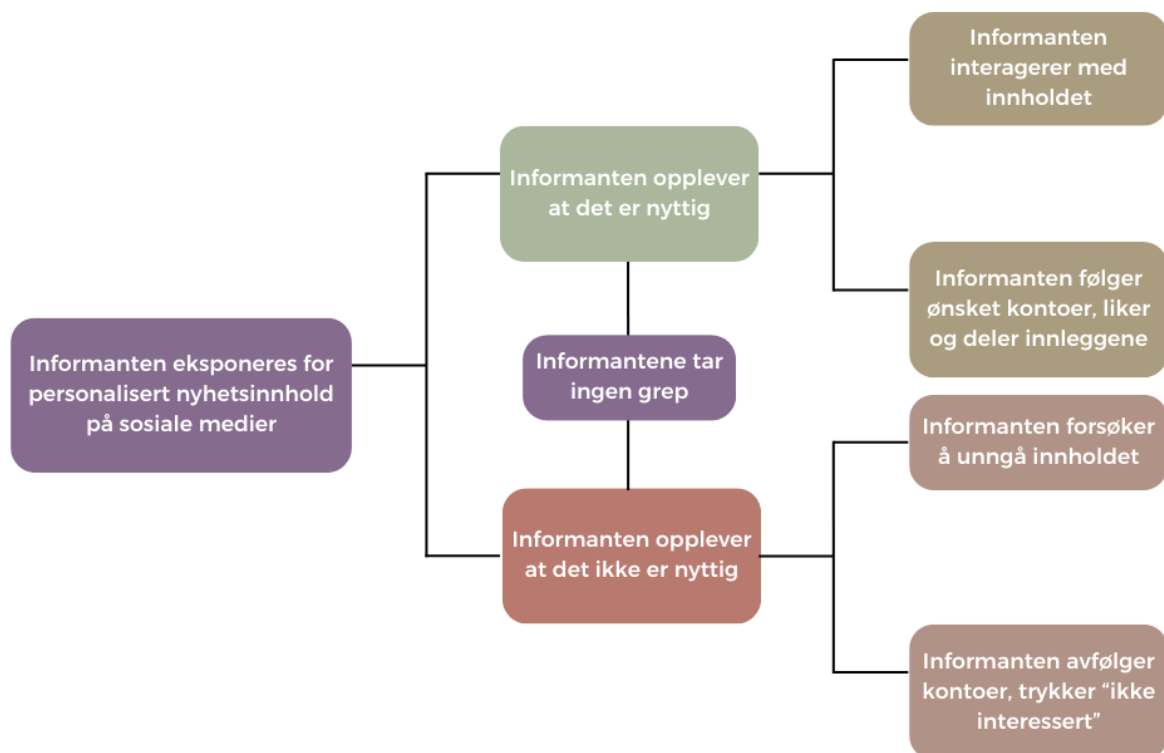 Informanten eksponeres for
personalisert nyhetsinnhold
på sosiale medier
Informanten opplever
at det er nyttig
Informantene tar
ingen grep
Informanten opplever
at det ikke er nyttig
Informanten
interagerer med
innholdet
Informanten følger
ønsket kontoer, liker
og deler innleggene
Informanten forsøker
å unngå innholdet
Informanten avfølger
kontoer, trykker “ikke
interessert”